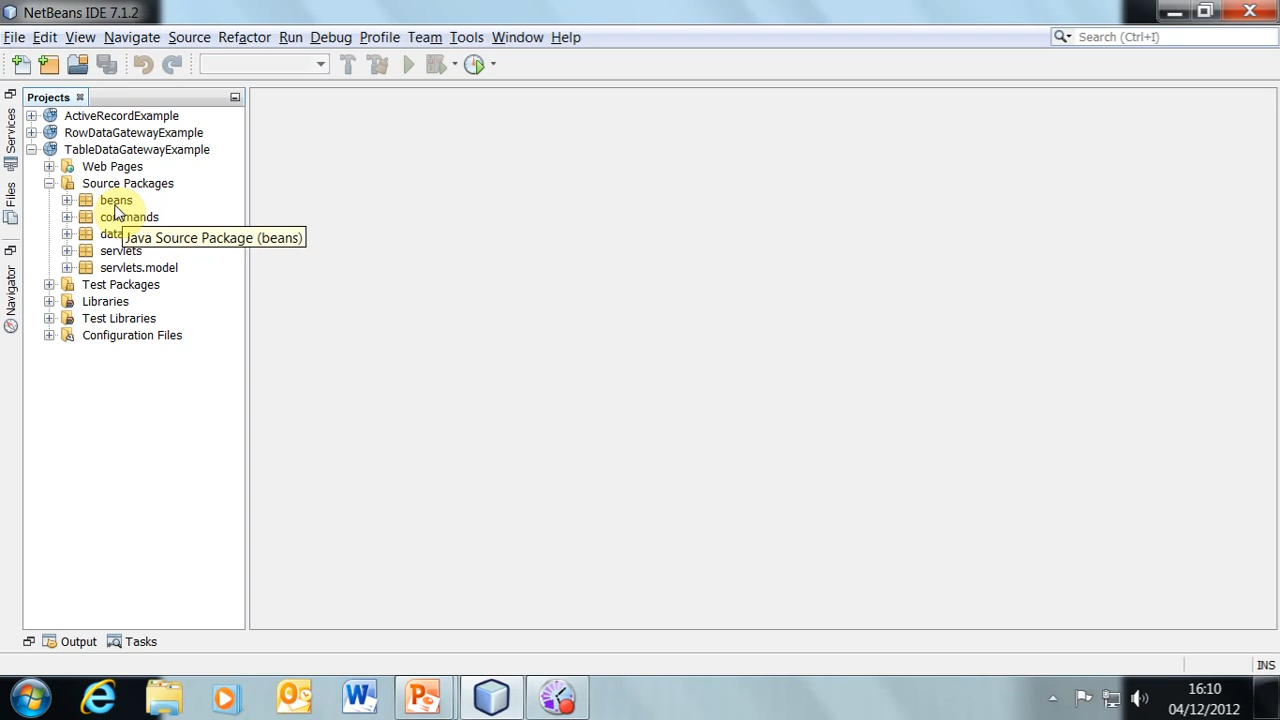 NetBeans IDE 7.1.2
File Edit View Navigate Source Refactor Run Debug Profile Team Tools Window Help
Search (Ctrl+I)
Projects
Services
Files
Navigator
ActiveRecordExample
RowDataGatewayExample
TableDataGatewayExample
Web Pages
Source Packages
beans
commands
data
Java Source Package (beans)
servlets
servlets.model
Test Packages
Libraries
Test Libraries
Configuration Files
Output Tasks
INS
16:10
04/12/2012